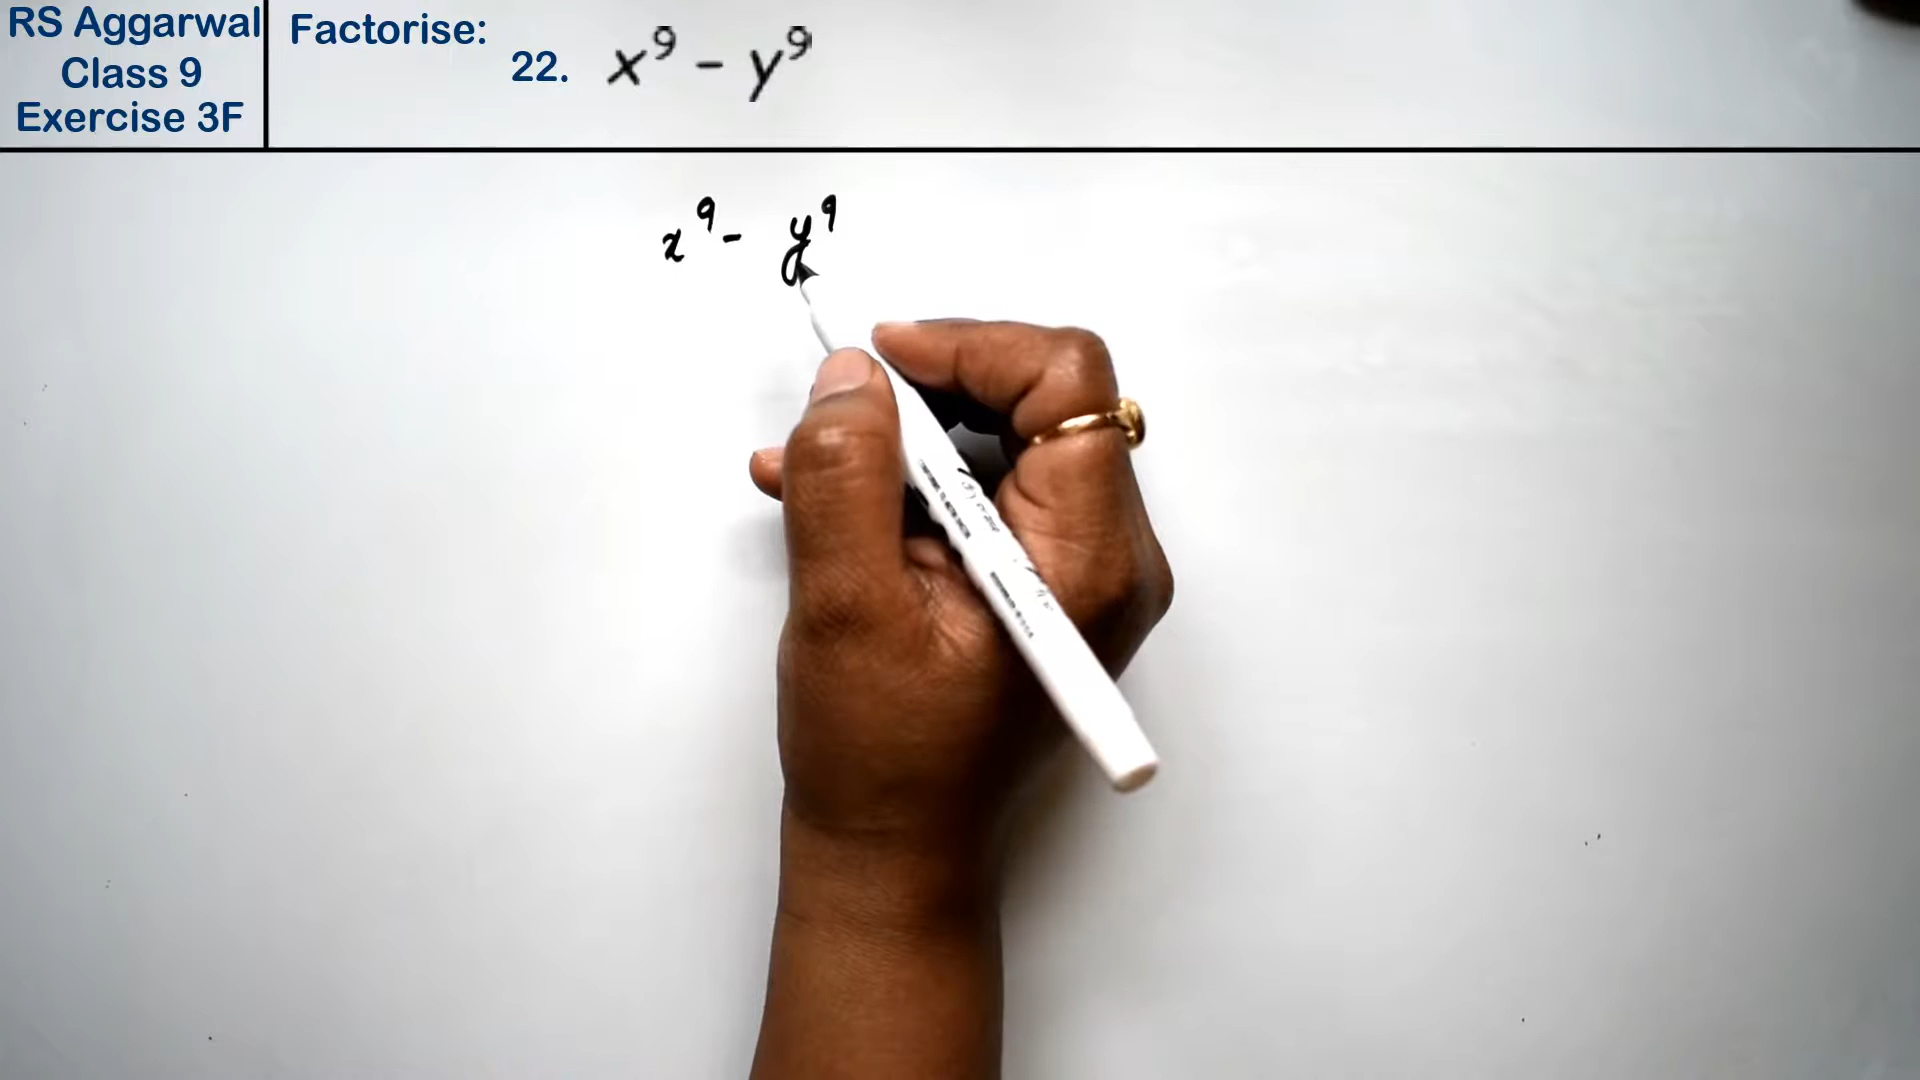 RS Aggarwal
Class 9
Exercise 3F
Factorise:
22. x⁹ - y⁹
x⁹ - y⁹